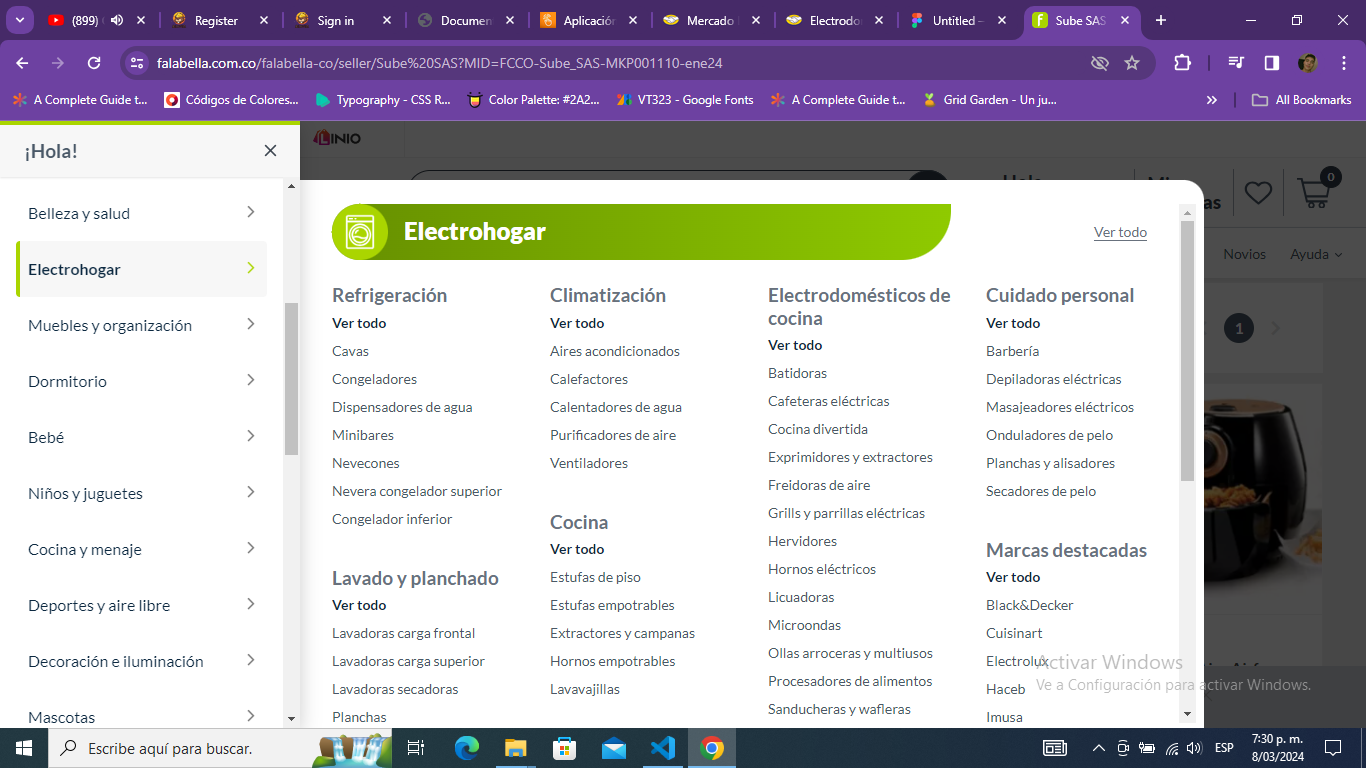 (899)
Register
Sign in
Documen
Aplicación
Mercado
Electrodo
Untitled –
Sube SAS
falabella.com.co/falabella-co/seller/Sube%20SAS?MID=FCCO-Sube_SAS-MKP001110-ene24
A Complete Guide t...
Códigos de Colores...
Typography - CSS R...
Color Palette: #2A2...
VT323 - Google Fonts
A Complete Guide t...
Grid Garden - Un ju...
»
All Bookmarks
LINIO
¡Hola!
0
Novios
Ayuda
1
Belleza y salud
Electrohogar
Muebles y organización
Dormitorio
Bebé
Niños y juguetes
Cocina y menaje
Deportes y aire libre
Decoración e iluminación
Mascotas
Electrohogar
Ver todo
Refrigeración
Ver todo
Cavas
Congeladores
Dispensadores de agua
Minibares
Nevecones
Nevera congelador superior
Congelador inferior
Lavado y planchado
Ver todo
Lavadoras carga frontal
Lavadoras carga superior
Lavadoras secadoras
Planchas
Climatización
Ver todo
Aires acondicionados
Calefactores
Calentadores de agua
Purificadores de aire
Ventiladores
Cocina
Ver todo
Estufas de piso
Estufas empotrables
Extractores y campanas
Hornos empotrables
Lavavajillas
Electrodomésticos de
cocina
Ver todo
Batidoras
Cafeteras eléctricas
Cocina divertida
Exprimidores y extractores
Freidoras de aire
Grills y parrillas eléctricas
Hervidores
Hornos eléctricos
Licuadoras
Microondas
Ollas arroceras y multiusos
Procesadores de alimentos
Sanducheras y wafleras
Cuidado personal
Ver todo
Barbería
Depiladoras eléctricas
Masajeadores eléctricos
Onduladores de pelo
Planchas y alisadores
Secadores de pelo
Marcas destacadas
Ver todo
Black&Decker
Cuisinart
Electrolux
Haceb
Imusa
Activar Windows
Ve a Configuración para activar Windows.
Escribe aquí para buscar.
ESP
7:30 p. m.
8/03/2024